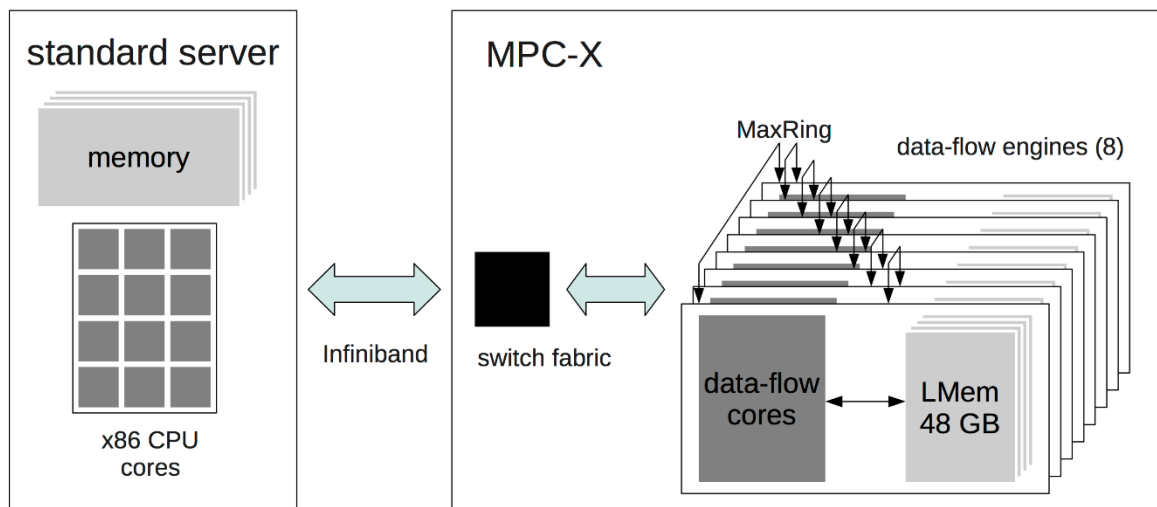 standard server
memory
x86 CPU
cores
Infiniband
MPC-X
switch fabric
MaxRing
data-flow engines (8)
data-flow
cores
LMem
48 GB